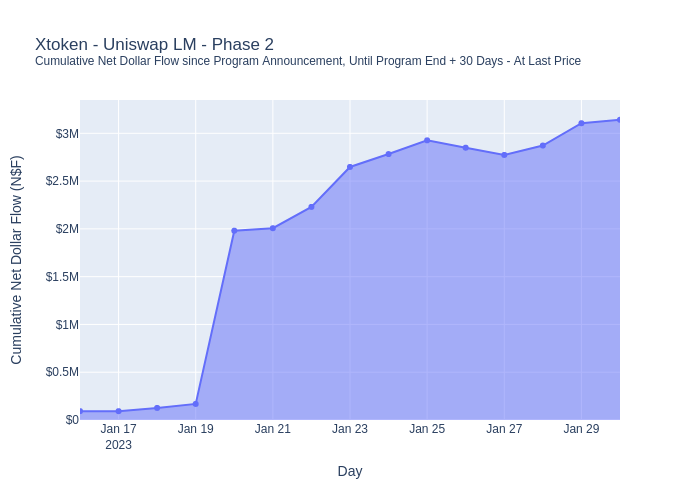 Xtoken - Uniswap LM - Phase 2
Cumulative Net Dollar Flow since Program Announcement, Until Program End + 30 Days - At Last Price
Cumulative Net Dollar Flow (N$F)
$3M
$2.5M
$2M
$1.5M
$1M
$0.5M
$0
Jan 17
2023
Jan 19
Jan 21
Jan 23
Jan 25
Jan 27
Jan 29
Day